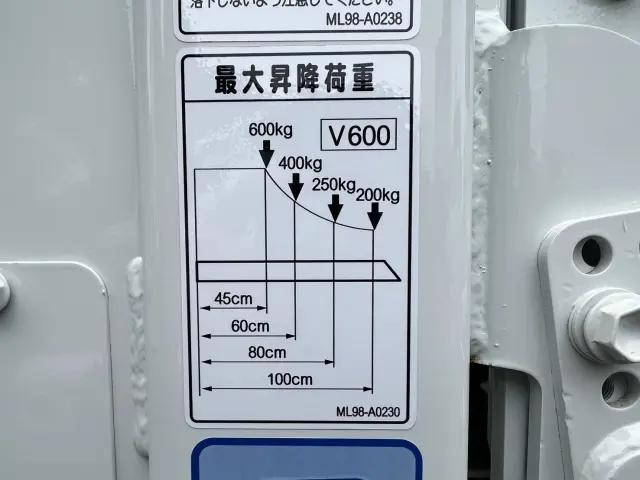 落下しないよう注意してください。
ML98-A0238
最大昇降荷重
V600
600kg
400kg
250kg
200kg
45cm
60cm
80cm
100cm
ML98-A0230